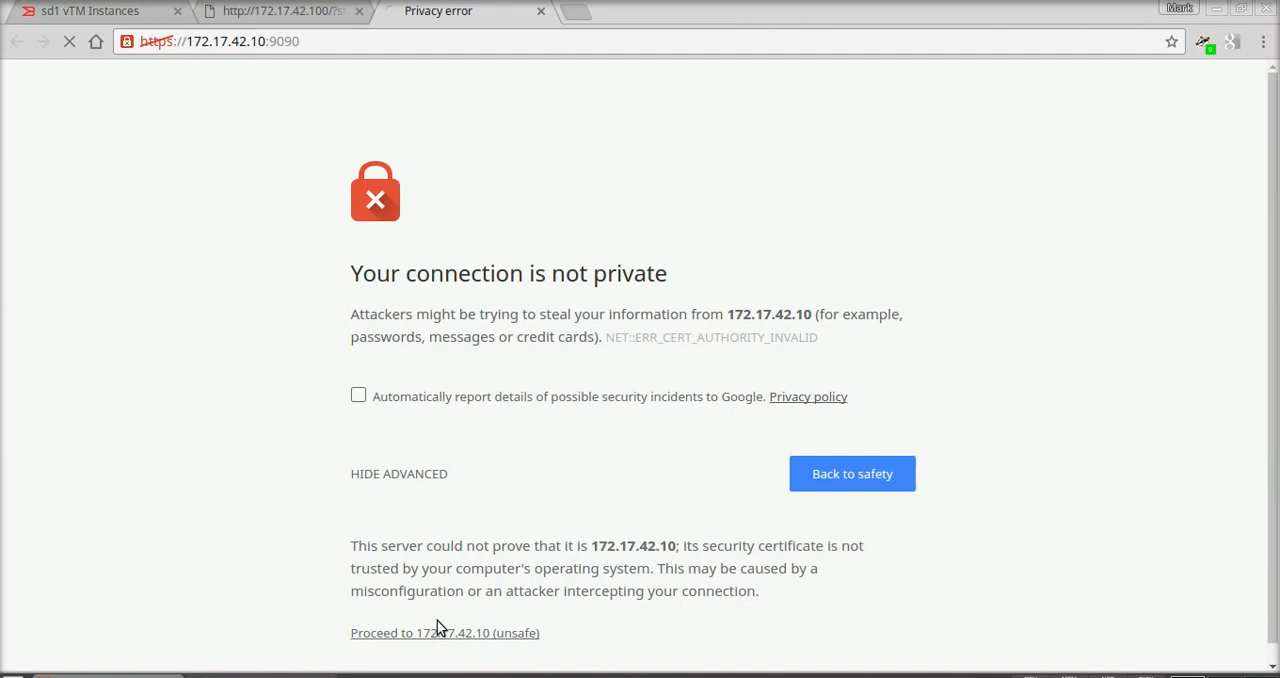 sd1 vTM Instances
http://172.17.42.100/?s
Privacy error
Mark
https://172.17.42.10:9090
0
Your connection is not private
Attackers might be trying to steal your information from 172.17.42.10 (for example,
passwords, messages or credit cards). NET::ERR_CERT_AUTHORITY_INVALID
Automatically report details of possible security incidents to Google. Privacy policy
HIDE ADVANCED
Back to safety
This server could not prove that it is 172.17.42.10; its security certificate is not
trusted by your computer's operating system. This may be caused by a
misconfiguration or an attacker intercepting your connection.
Proceed to 172.17.42.10 (unsafe)